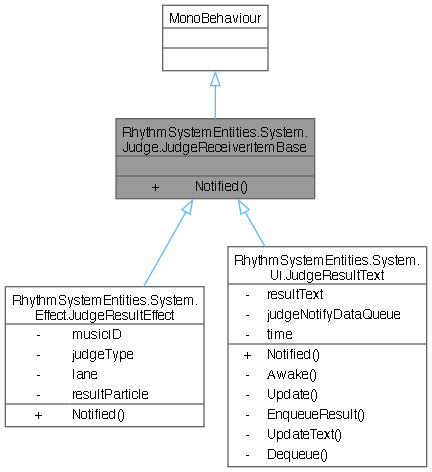 MonoBehaviour
RhythmSystemEntities.System.
Judge.JudgeReceiverItemBase
+ Notified()
RhythmSystemEntities.System.
Effect.JudgeResultEffect
- musicID
- judgeType
- lane
- resultParticle
+ Notified()
RhythmSystemEntities.System.
UI.JudgeResultText
- resultText
- judgeNotifyDataQueue
- time
+ Notified()
- Awake()
- Update()
- EnqueueResult()
- UpdateText()
- Dequeue()